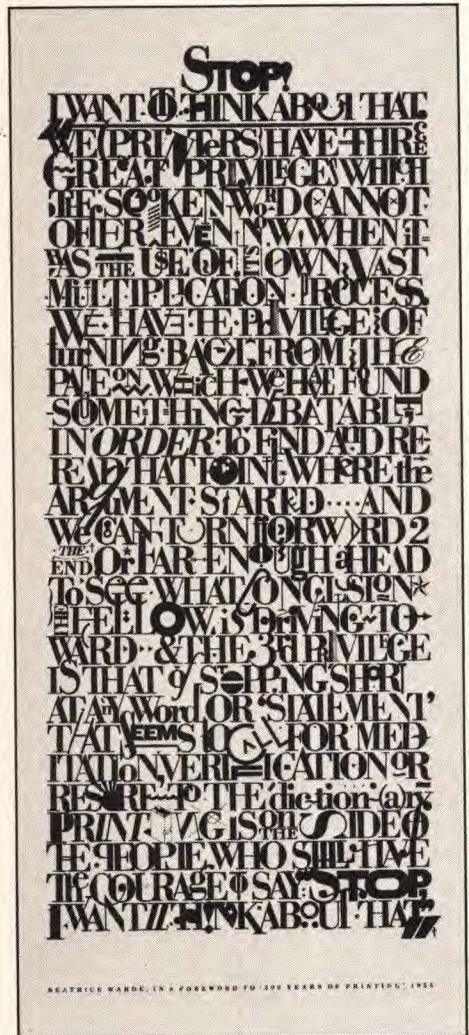 STOP!
I WANT TO THINK ABOUT THAT.
"WE (PRINTERS) HAVE THREE
GREAT PRIVILEGES WHICH
THE SPOKEN WORD CANNOT
OFFER EVEN NOW WHEN iT
HAS THE USE OF ITS OWN VAST
MULTIPLICATiON PROCESS.
WE HAVE THE PRIVILEGE OF
tURNiNg BACK FROM THE
PAGE ON WHich We HAVE FOUND
SOMETHiNG DEBATABLE
IN ORDER To FiND AND RE-
READ THAT POINT WHERE the
ARGUMENT StARTED....AND
We CAN TURN FORWARD 2
THE END Or FAR ENOUgh aHEAD
To See WHAT CONCLUSION
THE FELLOW is DriViNG TO-
WARD & THE 3rd PRIVILEGE
IS THAT of STOPPiNG SHORT
AT ANY Word OR 'STATEMENT'
THAT SEEMS TO CALL FOR MED-
ITATIoN, VERIFICATION OR
RESORT TO THE dic-tion-(a)ry
PRINTING IS on THE SIDE OF
THE PEOPLE WHO STILL HAVE
The COURAGE TO SAY "STOP,
I WANT TO THiNK ABOUT THAT"
BEATRICE WARDE, IN A FOREWORD TO '500 YEARS OF PRINTING', 1955